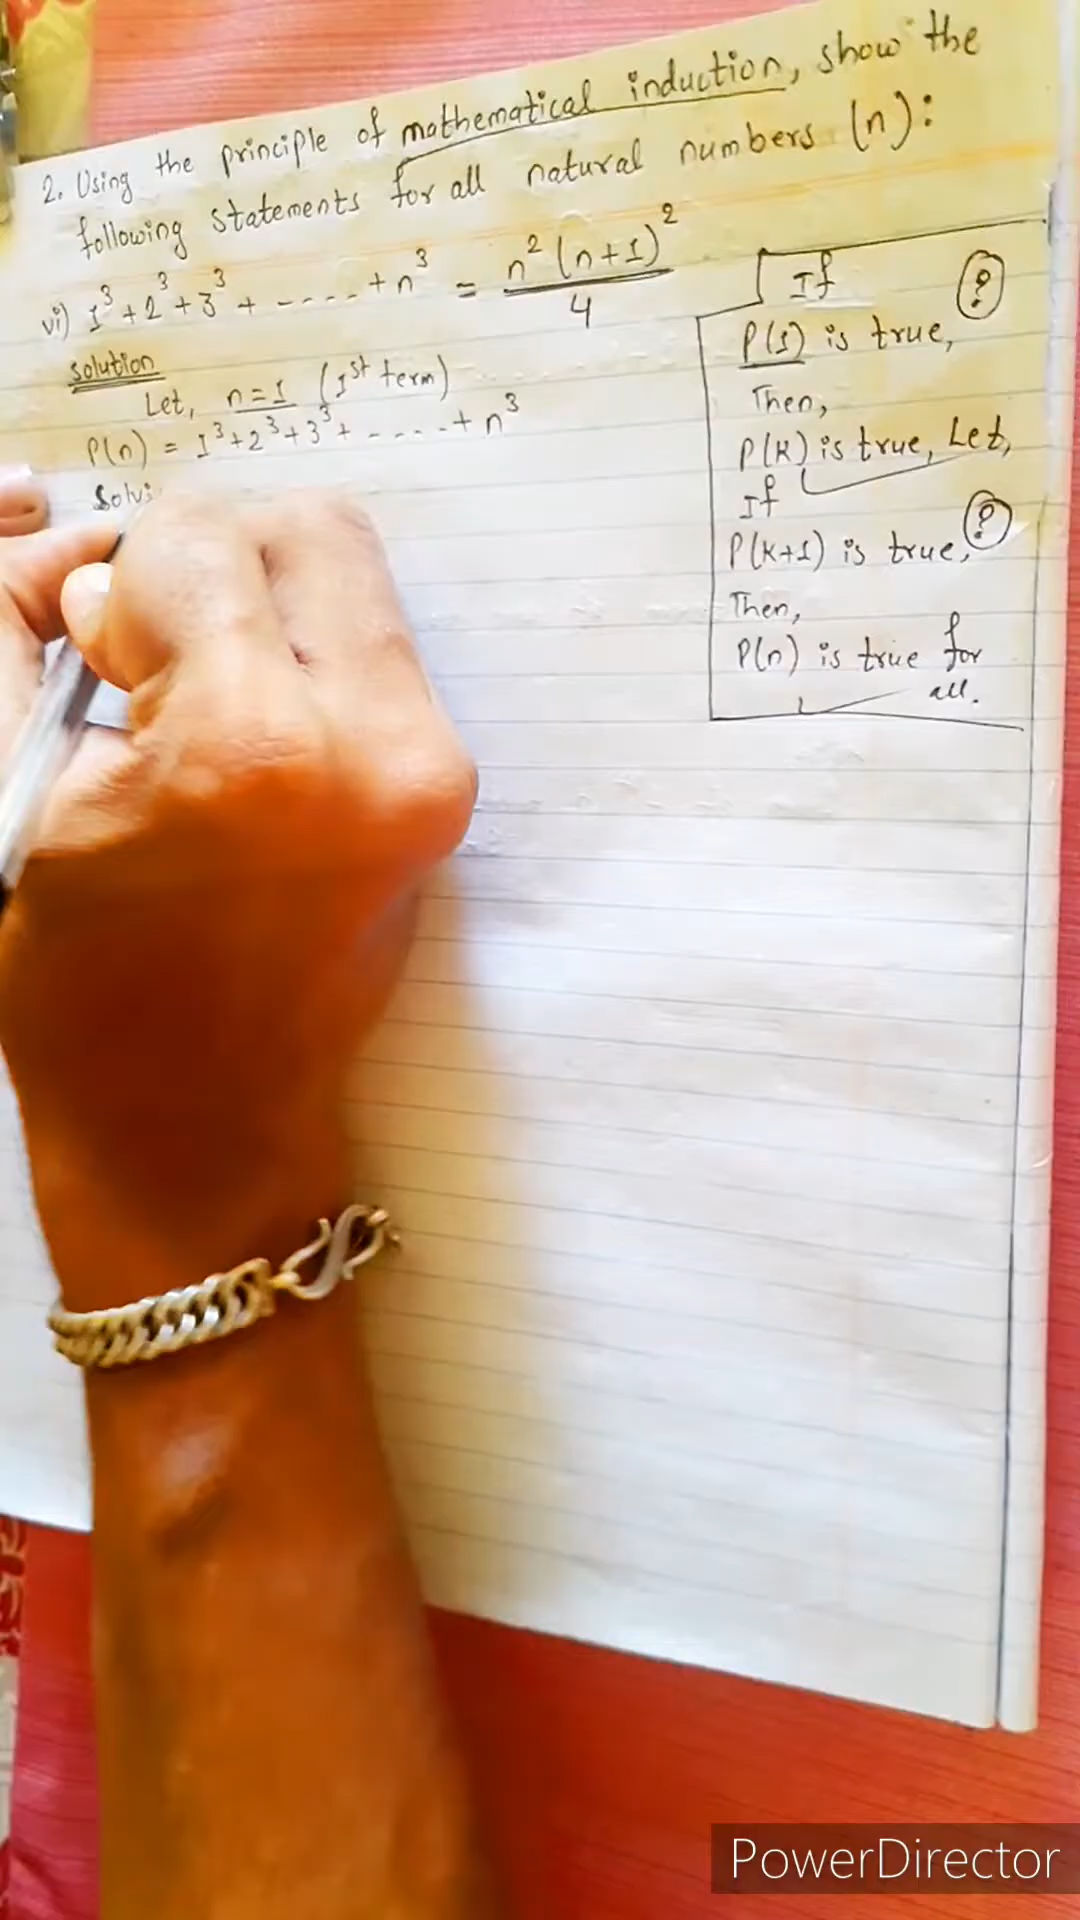 2. Using the principle of mathematical induction, show the
following statements for all natural numbers (n):
vi) 1³ + 2³ + 3³ + ----- + n³ = n²(n+1)²/4
solution
Let, n=1 (1st term)
P(n) = 1³+2³+3³+ ----- + n³
Solvi
If ?
P(1) is true,
Then,
P(k) is true, Let,
If
P(k+1) is true, ?
Then,
P(n) is true for
all.
PowerDirector